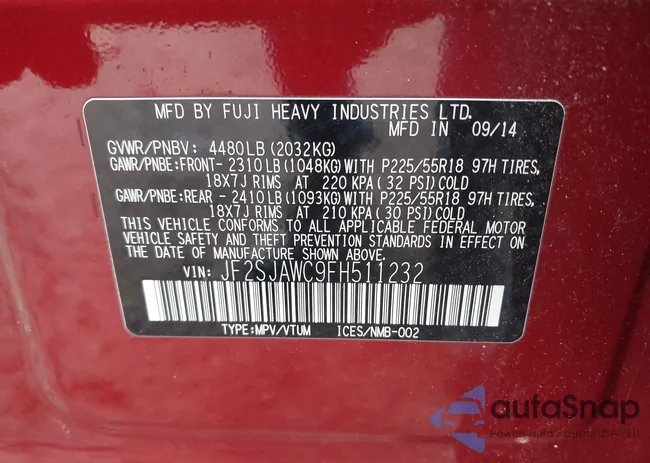 MFD BY FUJI HEAVY INDUSTRIES LTD.
MFD IN 09/14
GVWR/PNBV: 4480LB(2032KG)
GAWR/PNBE:FRONT-2310LB(1048KG)WITH P225/55R18 97H TIRES,
18X7J RIMS AT 220 KPA(32 PSI)COLD
GAWR/PNBE:REAR -2410LB(1093KG)WITH P225/55R18 97H TIRES,
18X7J RIMS AT 210 KPA(30 PSI)COLD
THIS VEHICLE CONFORMS TO ALL APPLICABLE FEDERAL MOTOR
VEHICLE SAFETY AND THEFT PREVENTION STANDARDS IN EFFECT ON
THE DATE OF MANUFACTURE SHOWN ABOVE.
VIN: JF2SJAWC9FH511232
TYPE:MPV/VTUM ICES/NMB-002
autoSnap
Pewne auta z